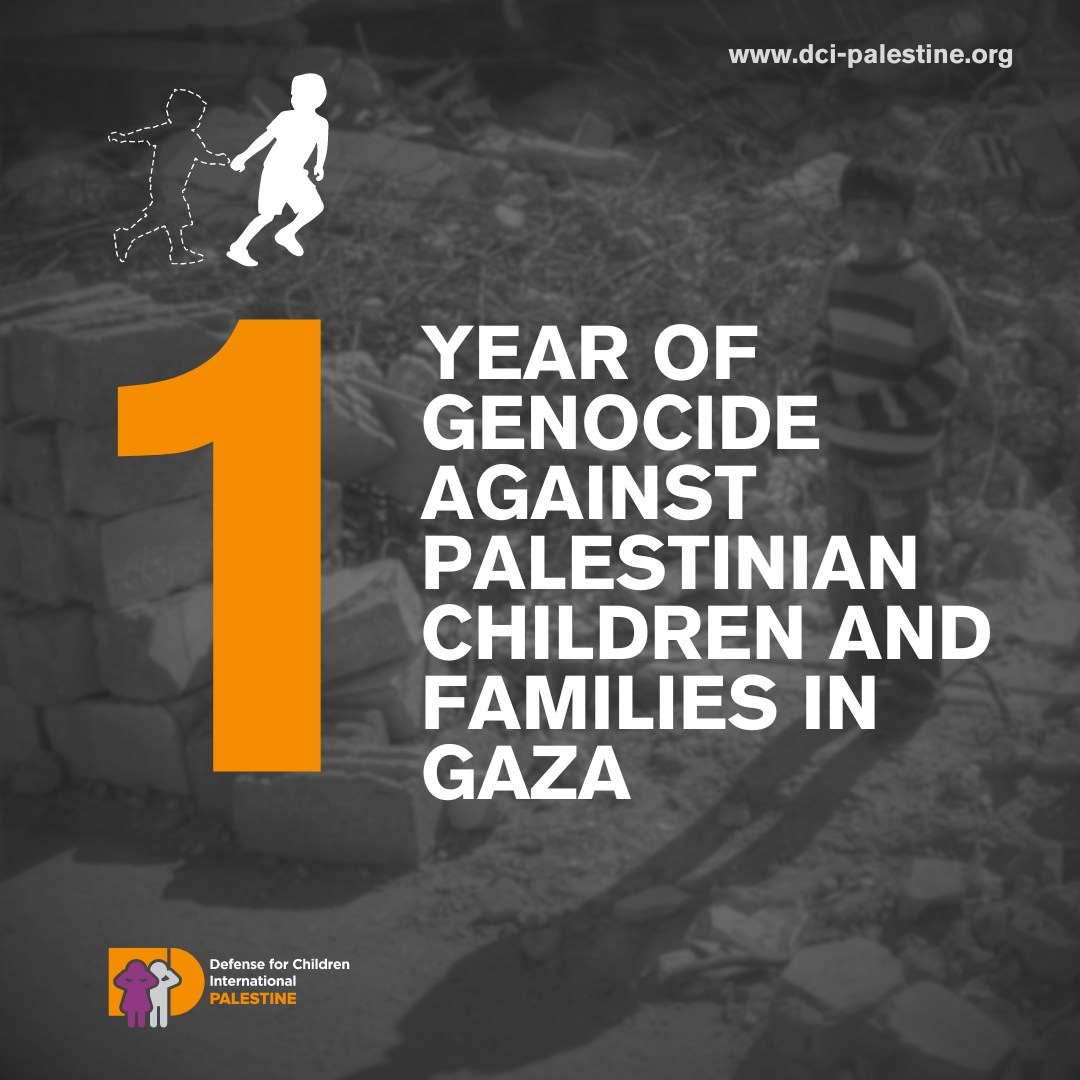 www.dci-palestine.org
1
YEAR OF
GENOCIDE
AGAINST
PALESTINIAN
CHILDREN AND
FAMILIES IN
GAZA
Defense for Children
International
PALESTINE